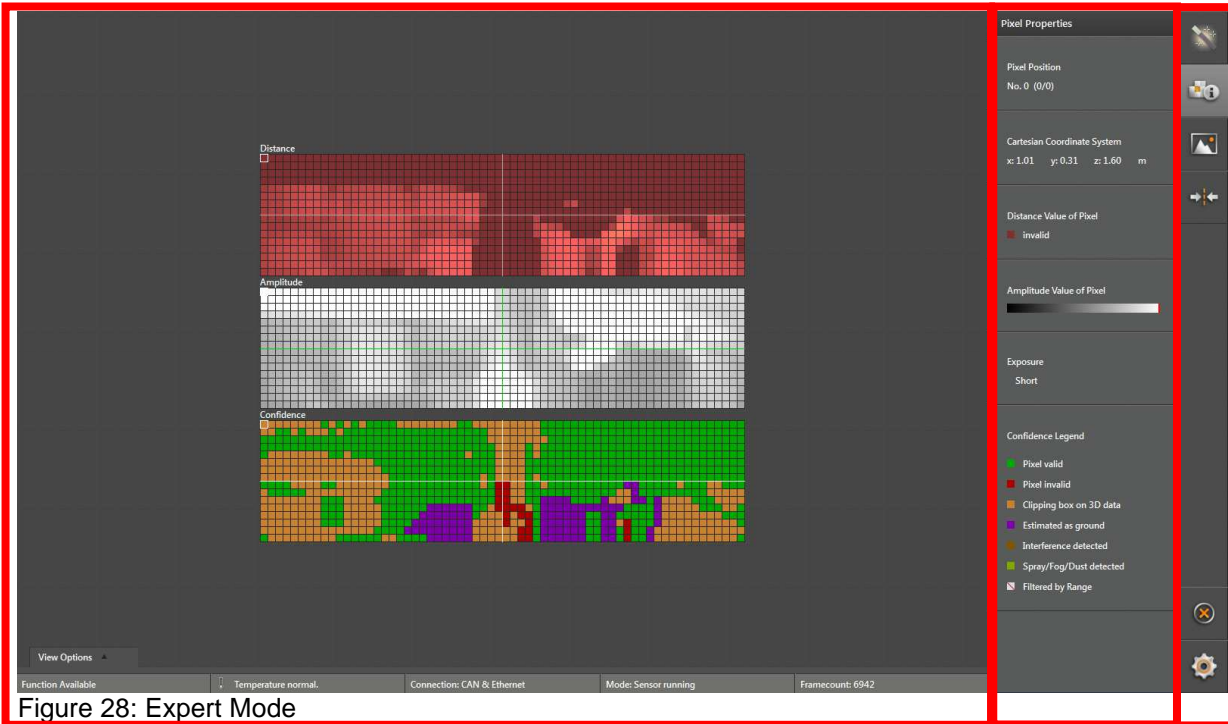 Distance
Amplitude
Confidence
View Options
Function Available
Temperature normal.
Connection: CAN & Ethernet
Mode: Sensor running
Framecount: 6942
Pixel Properties
Pixel Position
No. 0 (0/0)
Cartesian Coordinate System
x: 1.01 y: 0.31 z: 1.60 m
Distance Value of Pixel
invalid
Amplitude Value of Pixel
Exposure
Short
Confidence Legend
Pixel valid
Pixel invalid
Clipping box on 3D data
Estimated as ground
Interference detected
Spray/Fog/Dust detected
Filtered by Range
Figure 28: Expert Mode